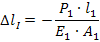 Δl_I = − (P_1 · l_1) / (E_1 · A_1)